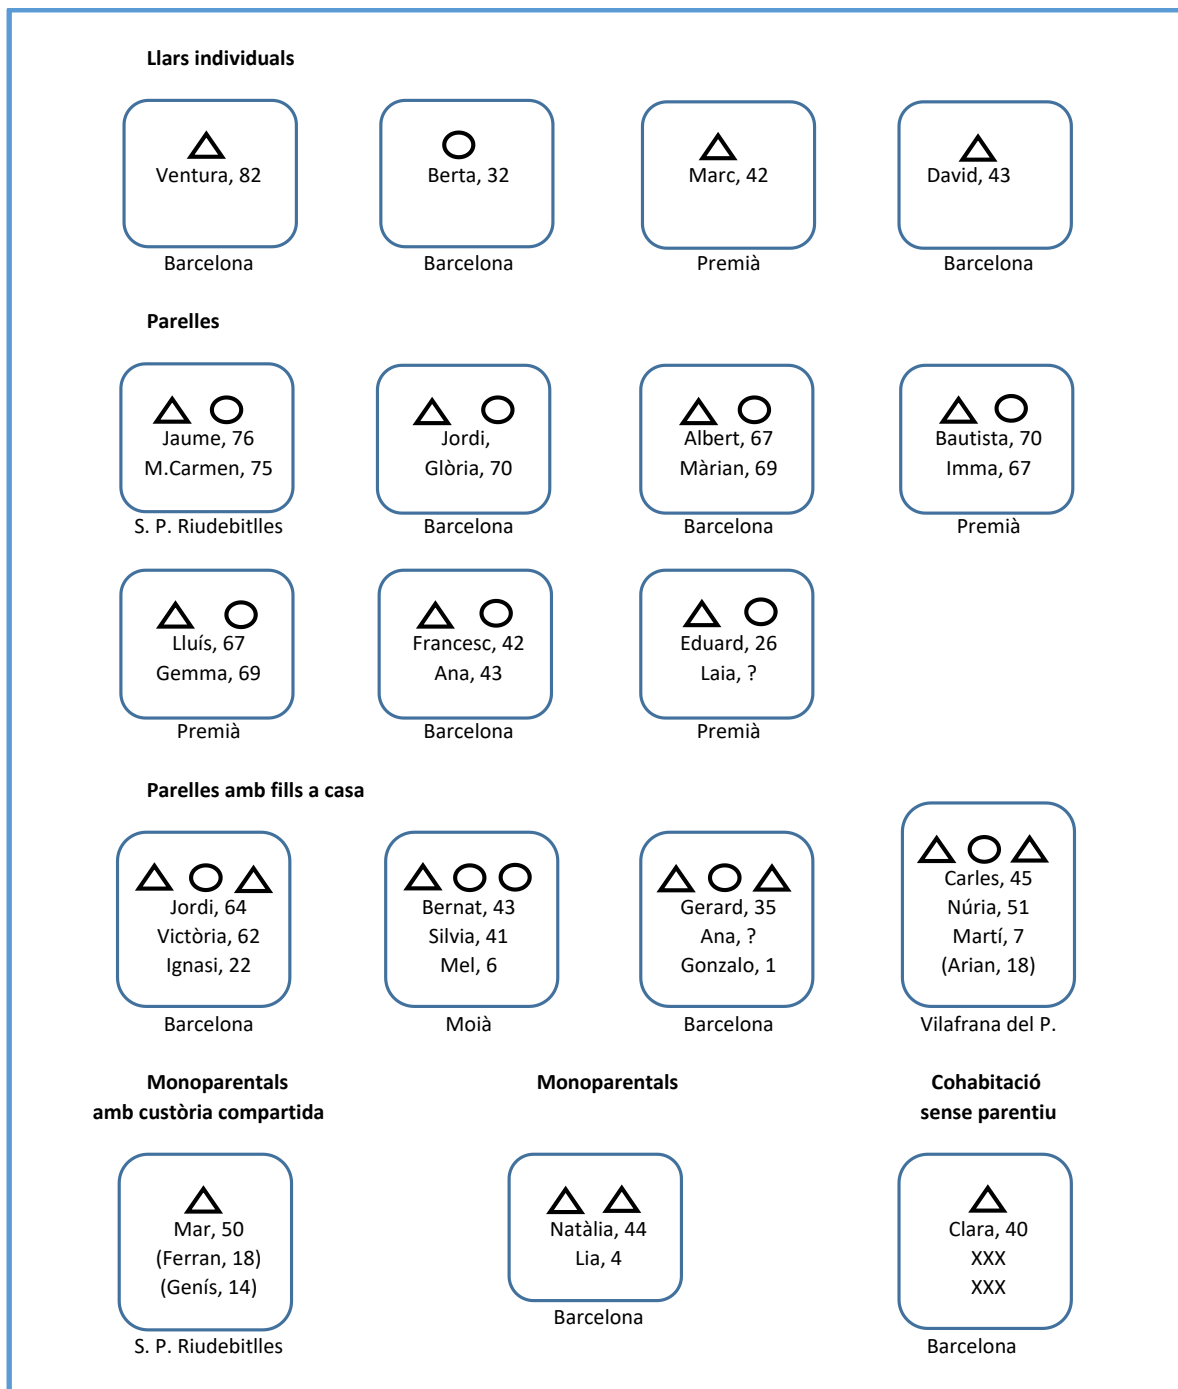 Llars individuals
Ventura, 82
Barcelona
Berta, 32
Barcelona
Marc, 42
Premià
David, 43
Barcelona
Parelles
Jaume, 76
M.Carmen, 75
S. P. Riudebitlles
Jordi,
Glòria, 70
Barcelona
Albert, 67
Màrian, 69
Barcelona
Bautista, 70
Imma, 67
Premià
Lluís, 67
Gemma, 69
Premià
Francesc, 42
Ana, 43
Barcelona
Eduard, 26
Laia, ?
Premià
Parelles amb fills a casa
Jordi, 64
Victòria, 62
Ignasi, 22
Barcelona
Bernat, 43
Silvia, 41
Mel, 6
Moià
Gerard, 35
Ana, ?
Gonzalo, 1
Barcelona
Carles, 45
Núria, 51
Martí, 7
(Arian, 18)
Vilafrana del P.
Monoparentals
amb custòria compartida
Mar, 50
(Ferran, 18)
(Genís, 14)
S. P. Riudebitlles
Monoparentals
Natàlia, 44
Lia, 4
Barcelona
Cohabitació
sense parentiu
Clara, 40
XXX
XXX
Barcelona